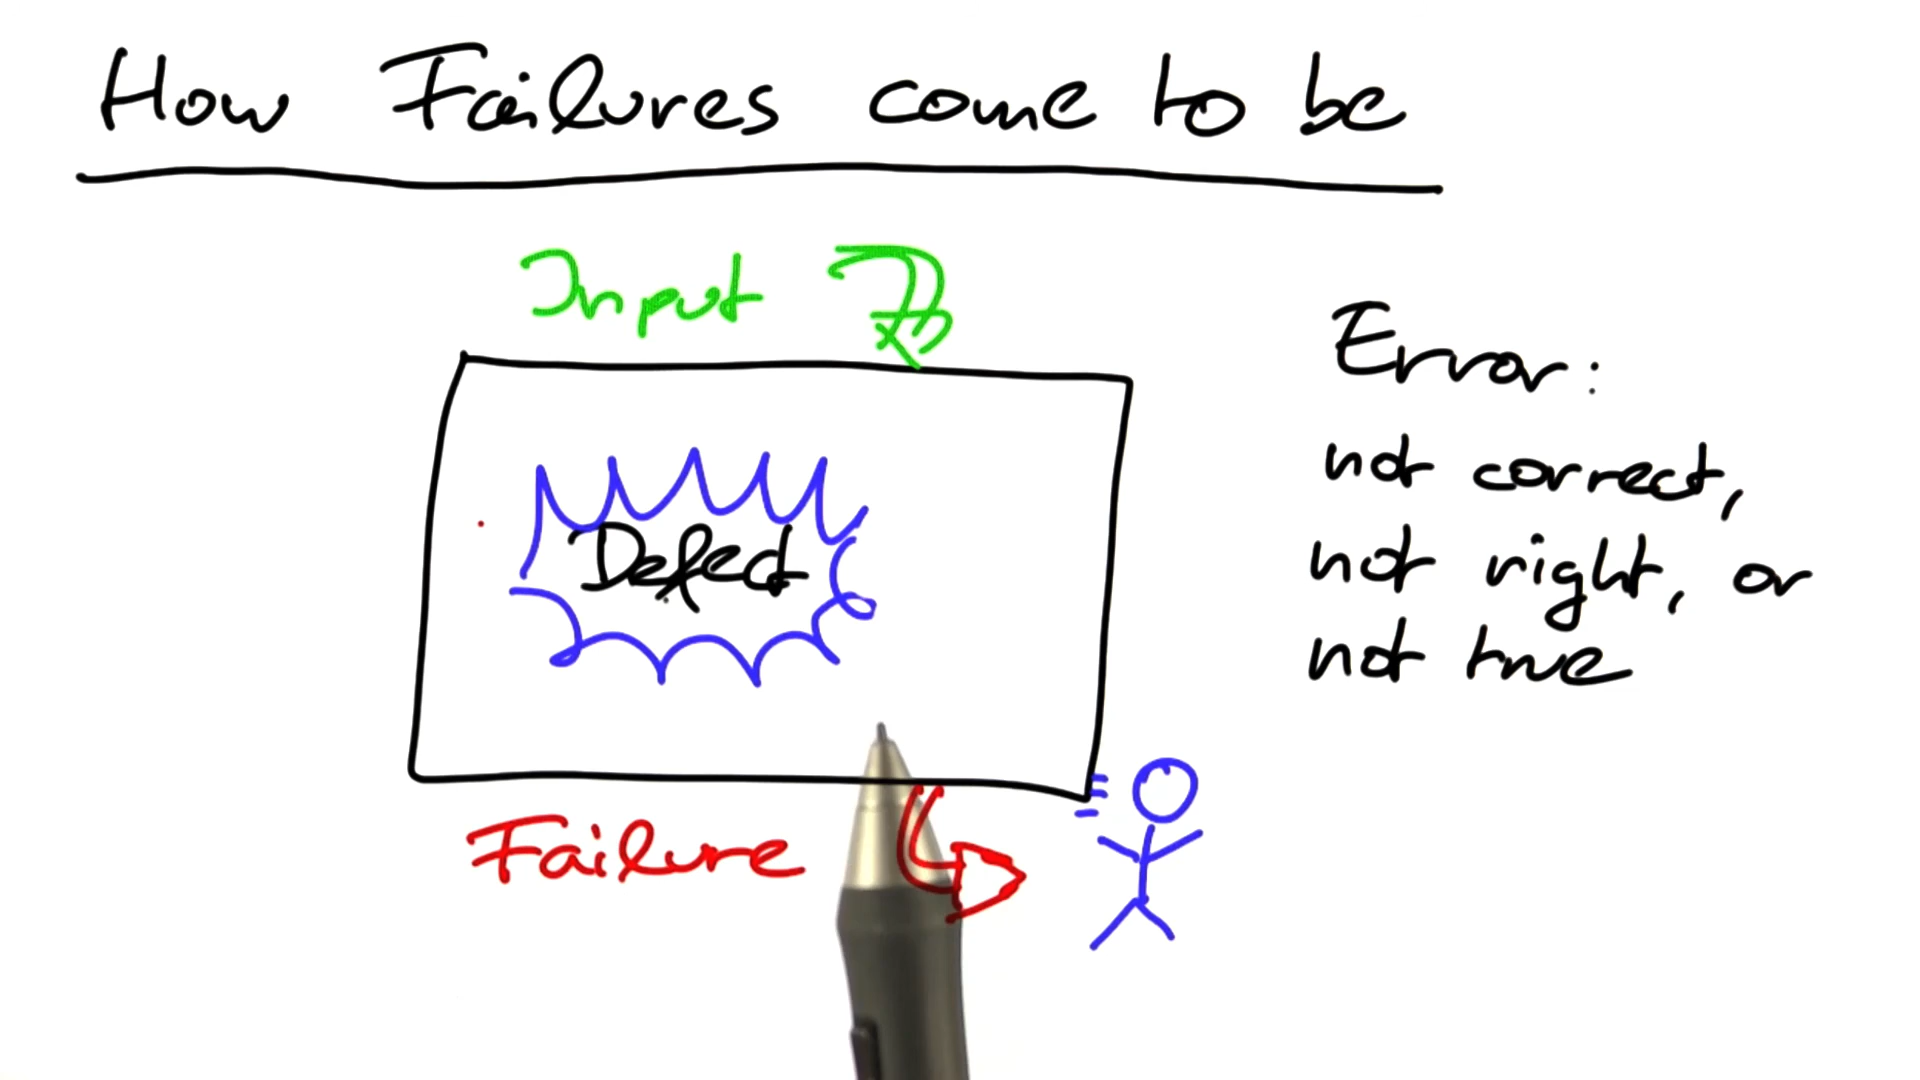 How Failures come to be
Input
Error:
not correct,
not right, or
not true
Defect
Failure